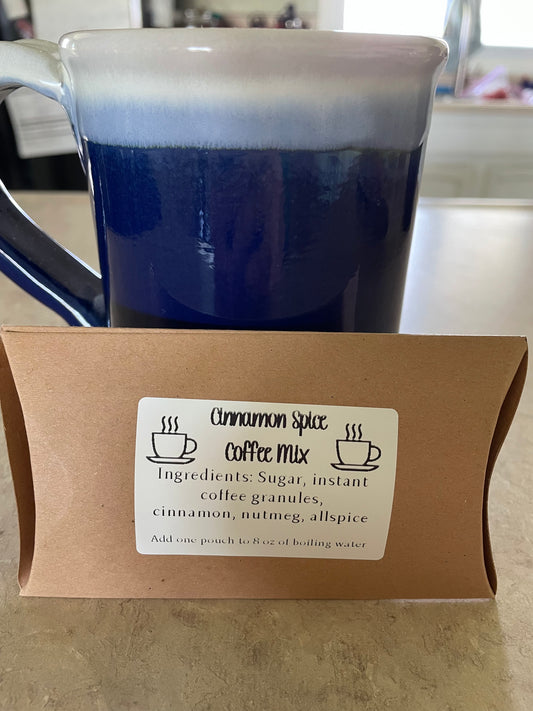 Cinnamon Spice
Coffee Mix
Ingredients: Sugar, instant
coffee granules,
cinnamon, nutmeg, allspice
Add one pouch to 8 oz of boiling water